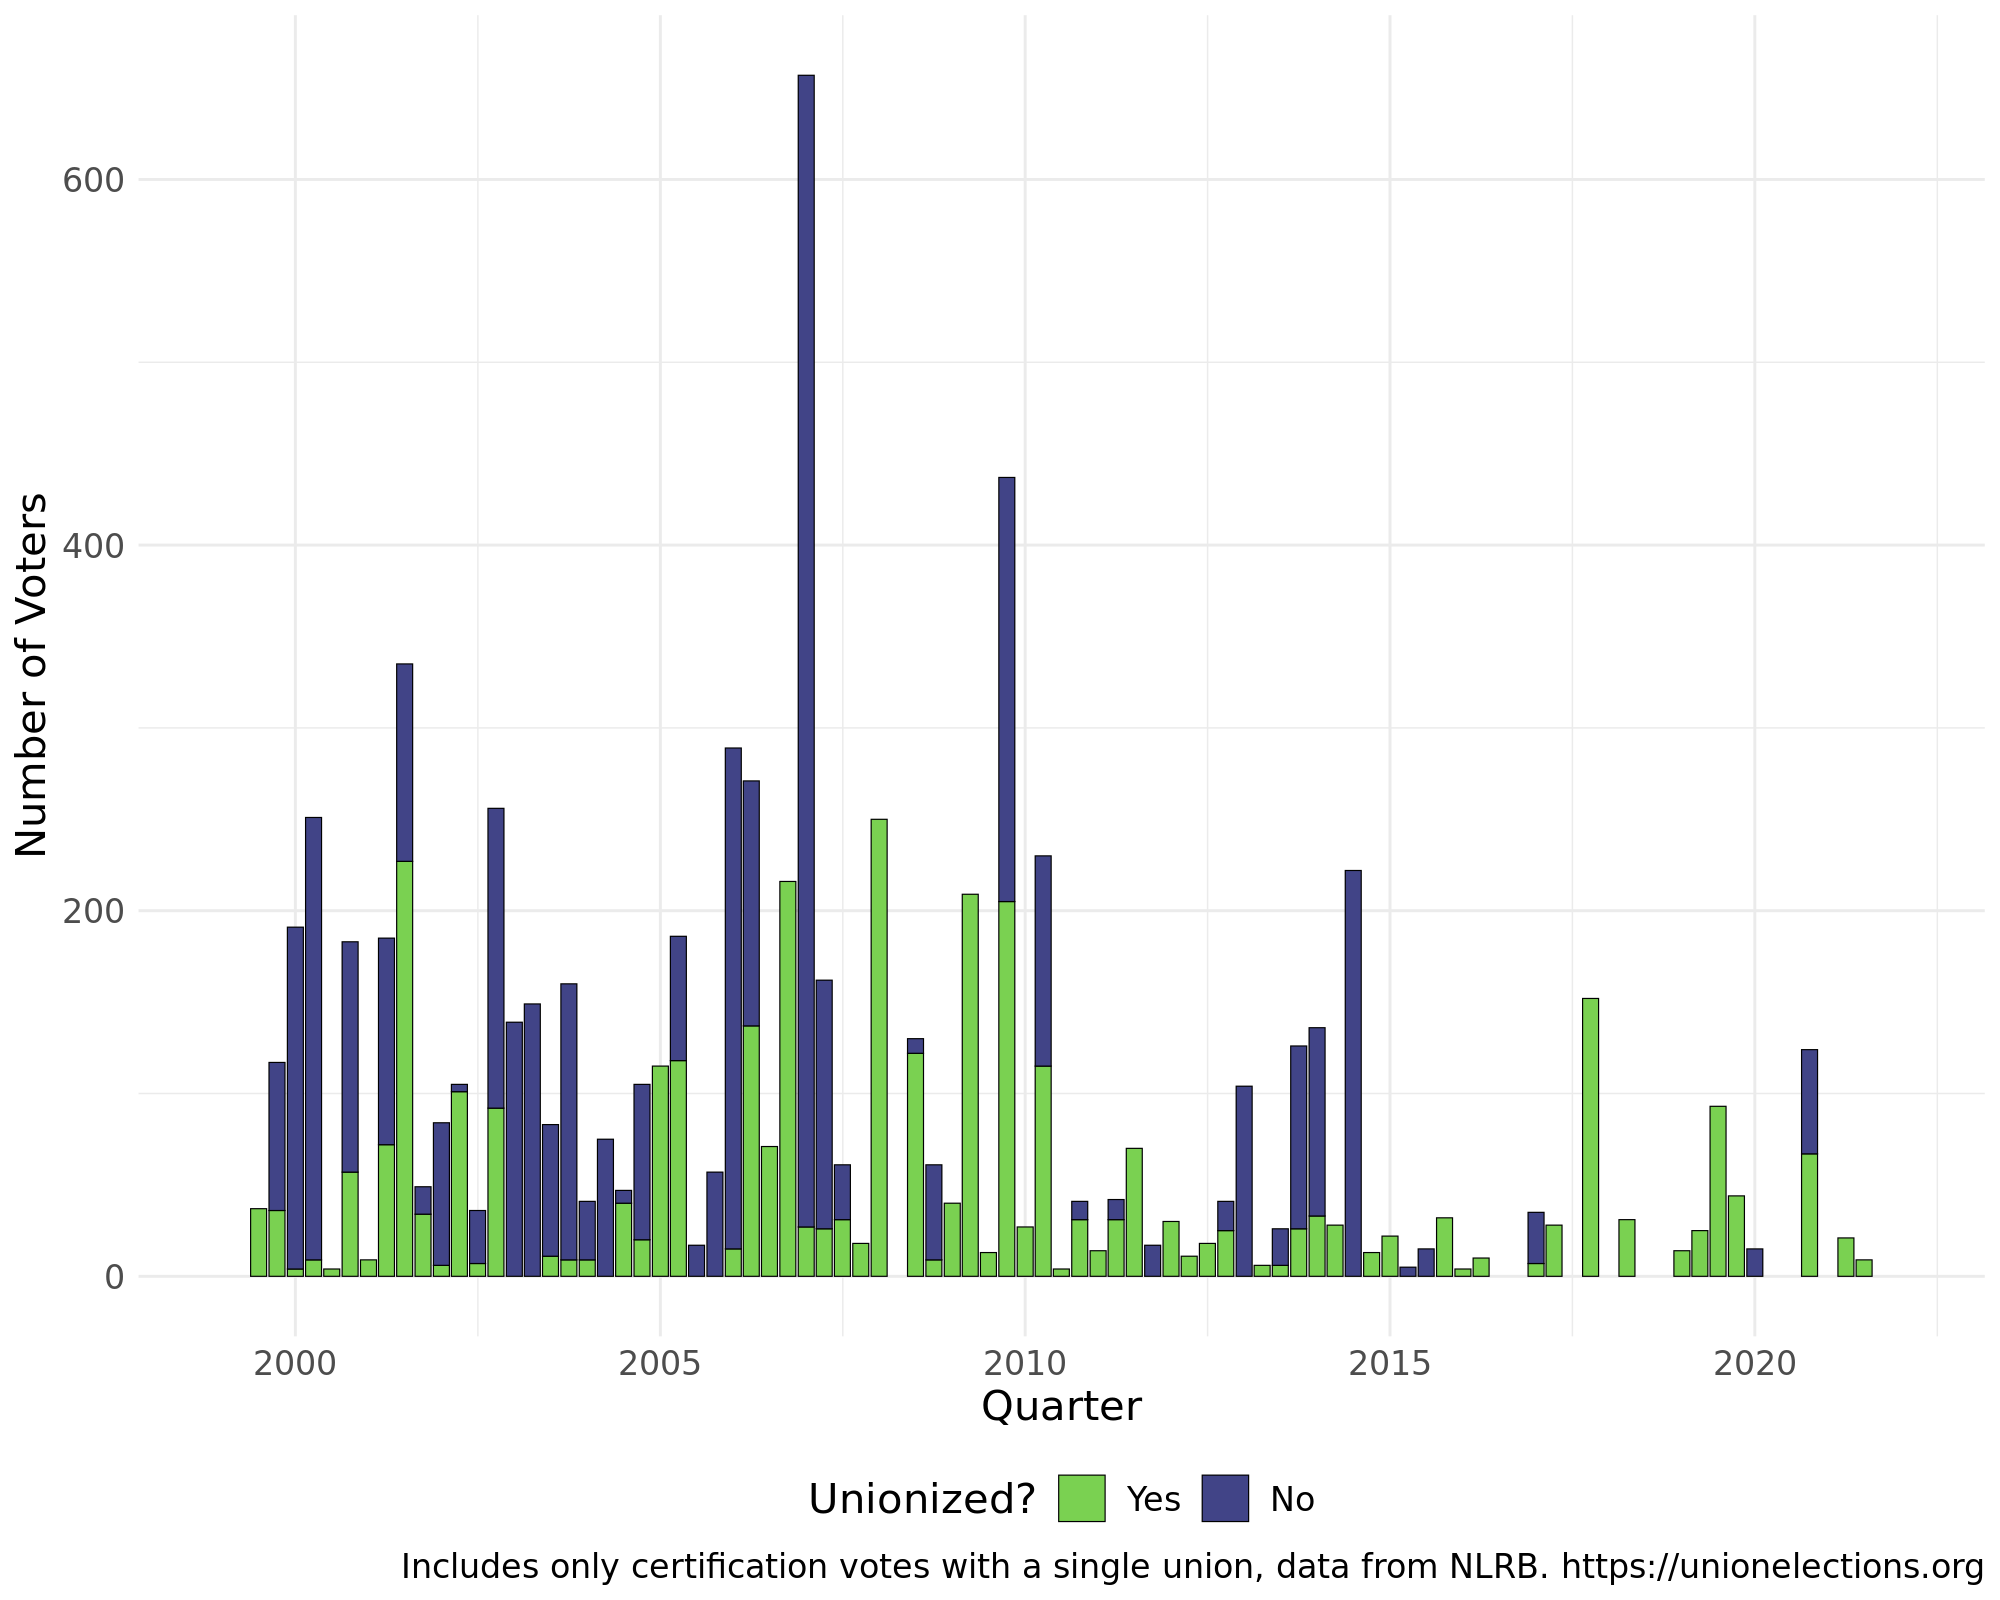 600
400
200
0
Number of Voters
2000 2005 2010 2015 2020
Quarter
Unionized? Yes No
Includes only certification votes with a single union, data from NLRB. https://unionelections.org